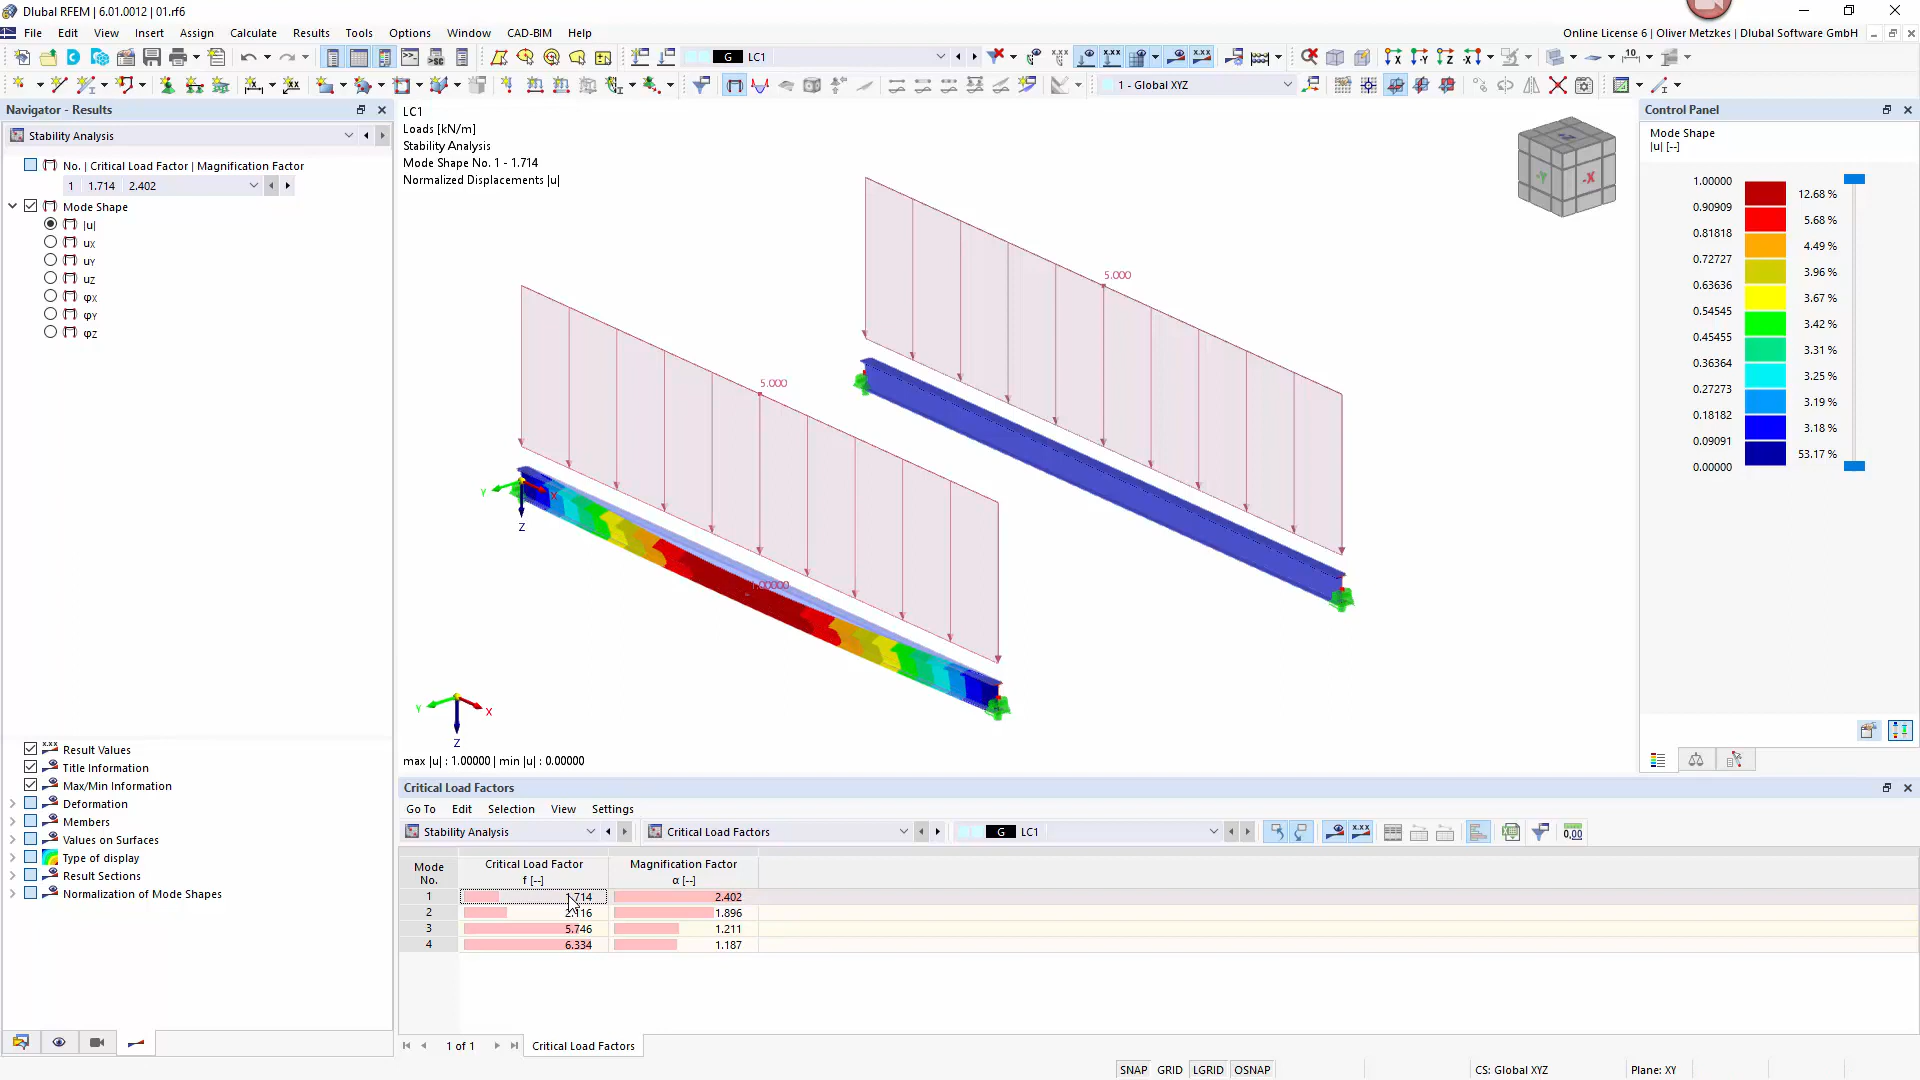 Dlubal RFEM | 6.01.0012 | 01.rf6
File Edit View Insert Assign Calculate Results Tools Options Window CAD-BIM Help
Online License 6 | Oliver Metzkes | Dlubal Software GmbH
G LC1
1 - Global XYZ
Navigator - Results
Stability Analysis
No. | Critical Load Factor | Magnification Factor
1 1.714 2.402
Mode Shape
|u|
uX
uY
uZ
φX
φY
φZ
Result Values
Title Information
Max/Min Information
Deformation
Members
Values on Surfaces
Type of display
Result Sections
Normalization of Mode Shapes
LC1
Loads [kN/m]
Stability Analysis
Mode Shape No. 1 - 1.714
Normalized Displacements |u|
5.000
5.000
1.00000
Y
X
Z
Y
X
Z
-Y
-X
max |u| : 1.00000 | min |u| : 0.00000
Control Panel
Mode Shape
|u| [--]
1.00000
12.68 %
0.90909
5.68 %
0.81818
4.49 %
0.72727
3.96 %
0.63636
3.67 %
0.54545
3.42 %
0.45455
3.31 %
0.36364
3.25 %
0.27273
3.19 %
0.18182
3.18 %
0.09091
53.17 %
0.00000
Critical Load Factors
Go To Edit Selection View Settings
Stability Analysis Critical Load Factors G LC1
Mode No. Critical Load Factor f [--] Magnification Factor α [--]
1 1.714 2.402
2 2.116 1.896
3 5.746 1.211
4 6.334 1.187
1 of 1 Critical Load Factors
SNAP GRID LGRID OSNAP CS: Global XYZ Plane: XY